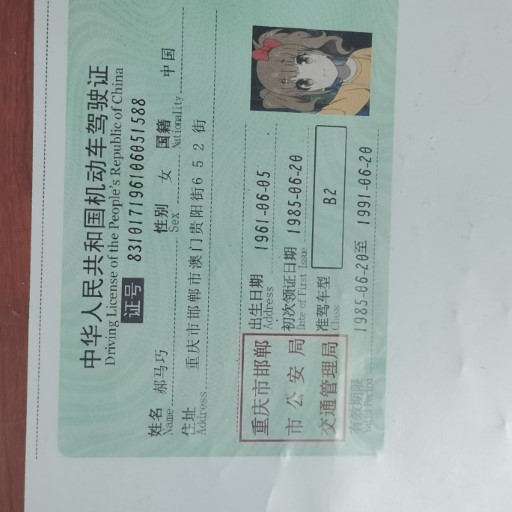 中华人民共和国机动车驾驶证
Driving License of the People's Republic of China
证号 831017196106051588
姓名 郝马巧 性别 女 国籍 中国
Name Sex Nationality
住址 重庆市邯郸市澳门贵阳街652街
Address
出生日期 1961-06-05
Address
初次领证日期 1985-06-20
Date of First Issue
准驾车型 B2
Class
有效期限 1985-06-20至 1991-06-20
Valid Period
重庆市邯郸
市公安局
交通管理局